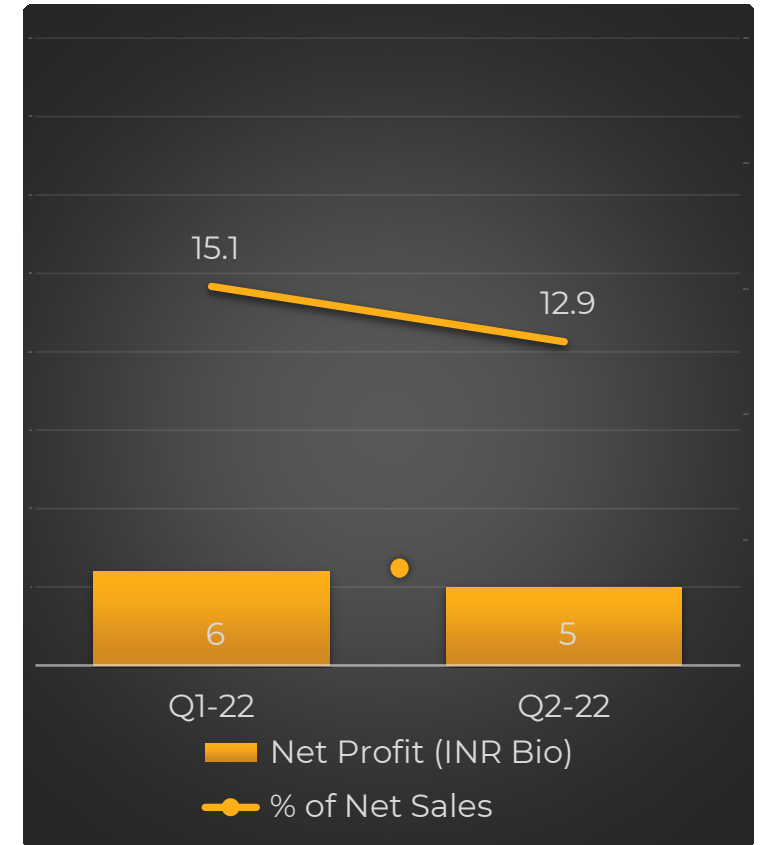 15.1
12.9
6
5
Q1-22
Q2-22
Net Profit (INR Bio)
% of Net Sales